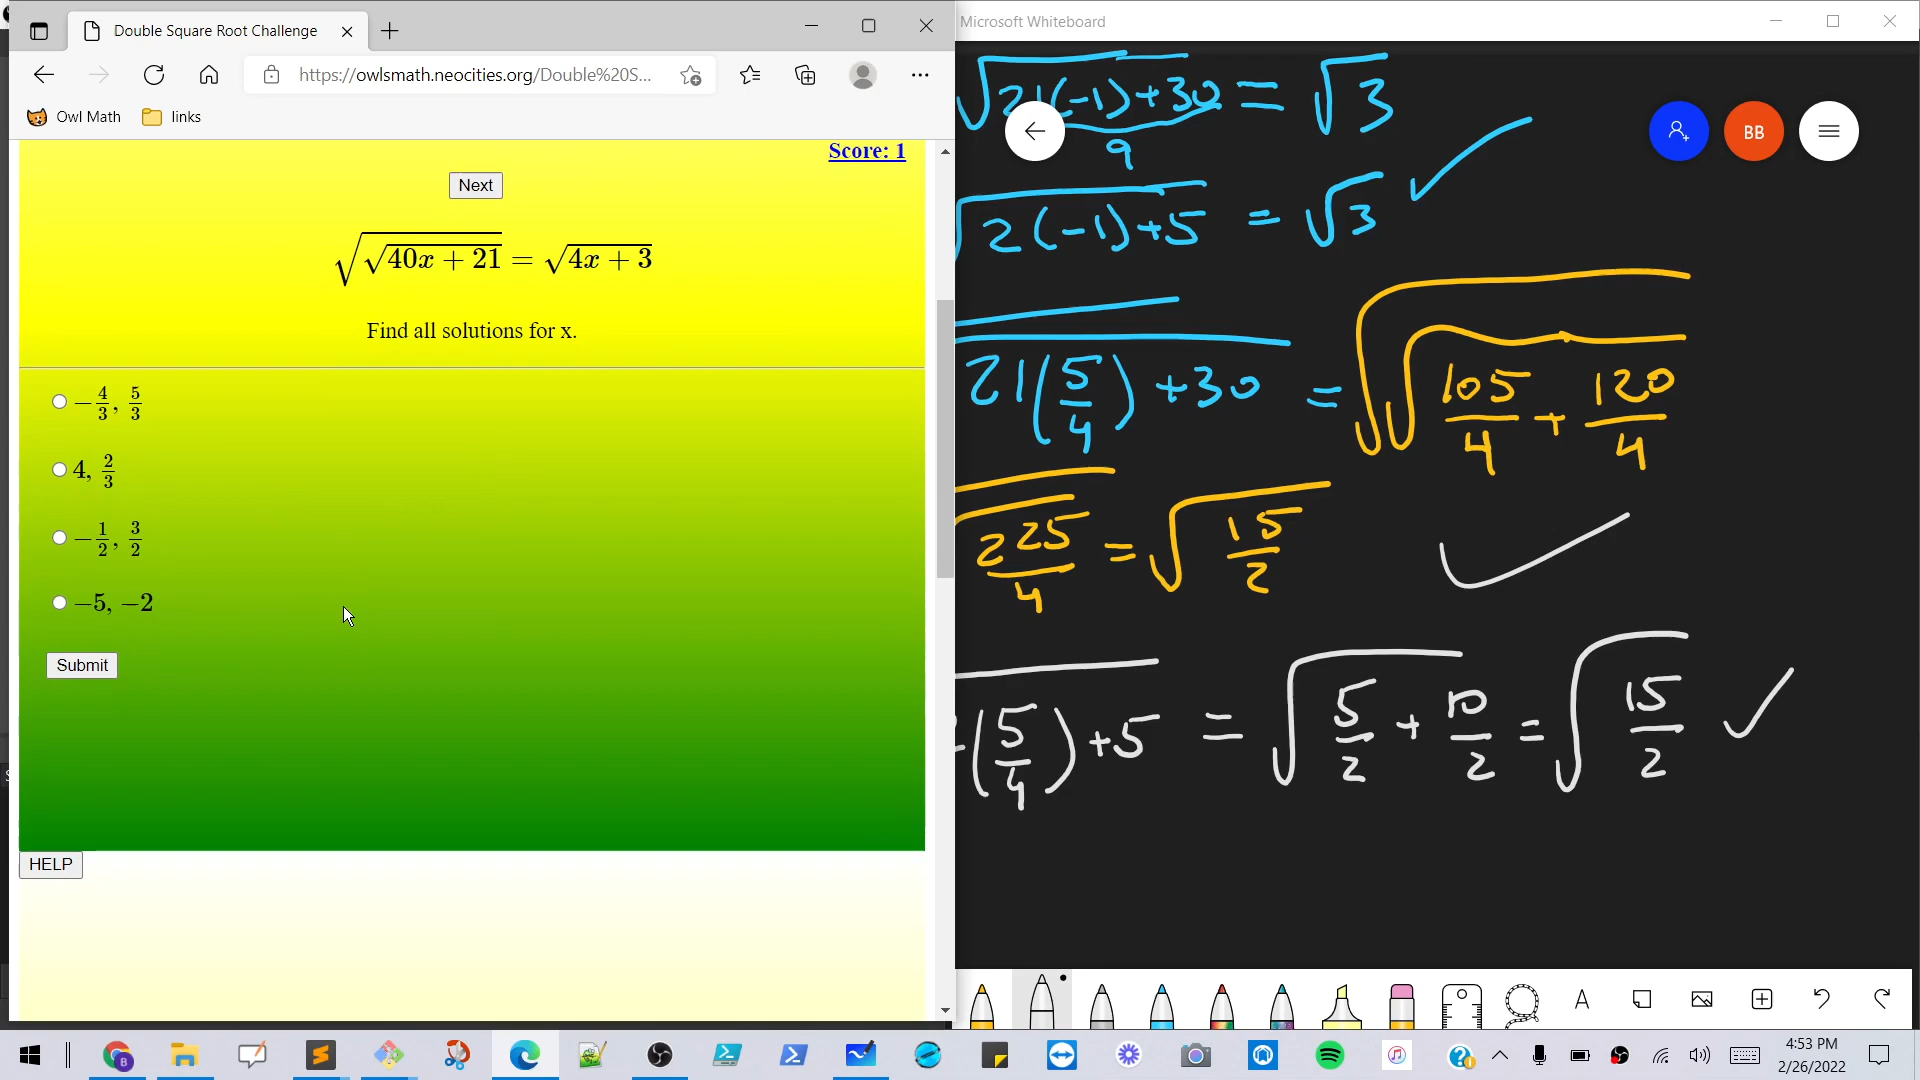 Double Square Root Challenge
Microsoft Whiteboard
https://owlsmath.neocities.org/Double%20S...
Owl Math links
Score: 1
Next
√√40x + 21 = √4x + 3
Find all solutions for x.
−4/3, 5/3
4, 2/3
−1/2, 3/2
−5, −2
Submit
HELP
√21(-1)+30 = √3
9
√2(-1)+5 = √3 ✓
BB
21(5/4)+30 = √√105/4 + 120/4
225/4 = √15/2 ✓
(5/4)+5 = √5/2 + 10/2 = √15/2 ✓
A
4:53 PM
2/26/2022